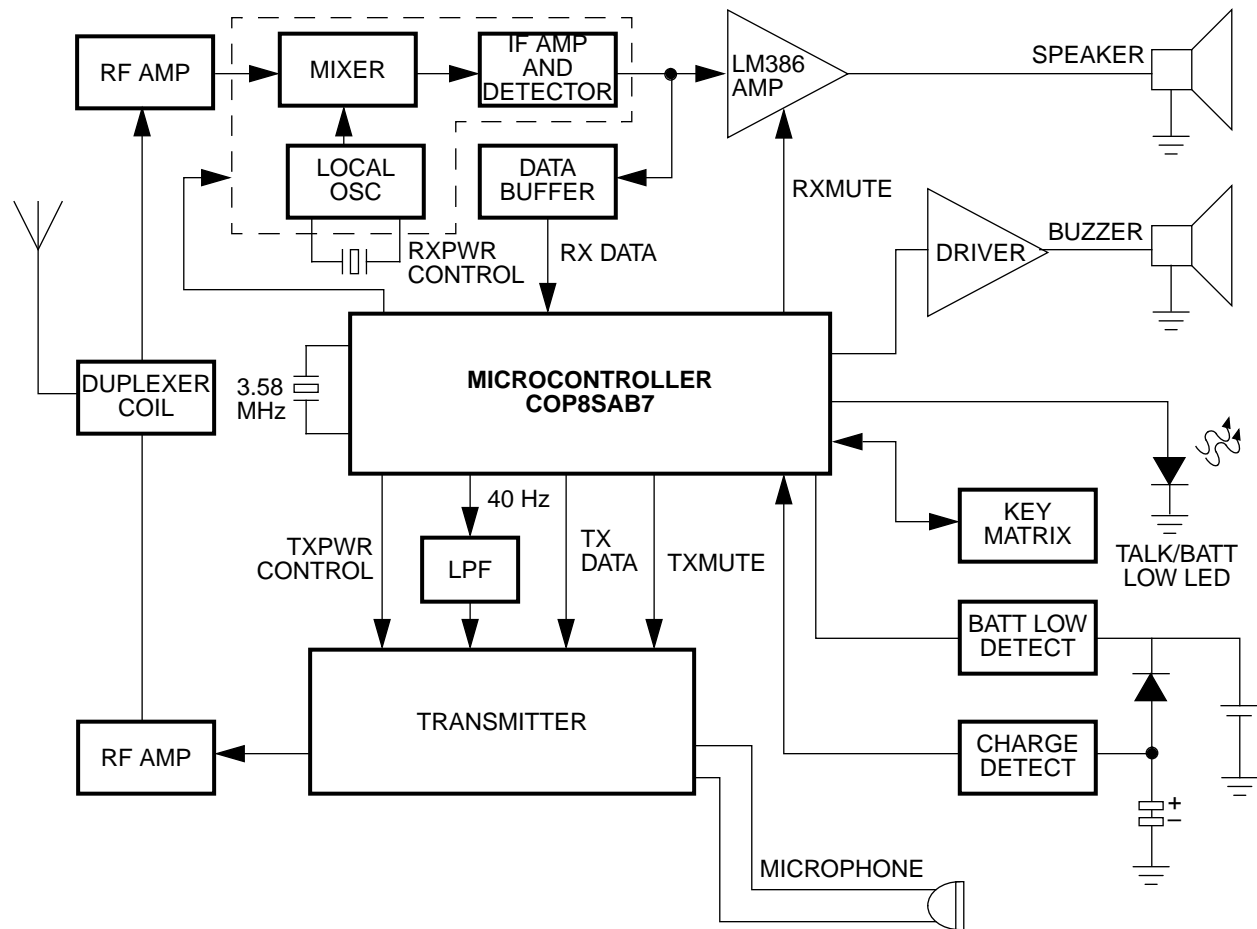 RF AMP
MIXER
IF AMP
AND
DETECTOR
LM386
AMP
SPEAKER
LOCAL
OSC
DATA
BUFFER
RXMUTE
RXPWR
CONTROL
RX DATA
DRIVER
BUZZER
DUPLEXER
COIL
3.58
MHz
MICROCONTROLLER
COP8SAB7
40 Hz
TXPWR
CONTROL
LPF
TX
DATA
TXMUTE
KEY
MATRIX
TALK/BATT
LOW LED
BATT LOW
DETECT
TRANSMITTER
RF AMP
CHARGE
DETECT
+
–
MICROPHONE